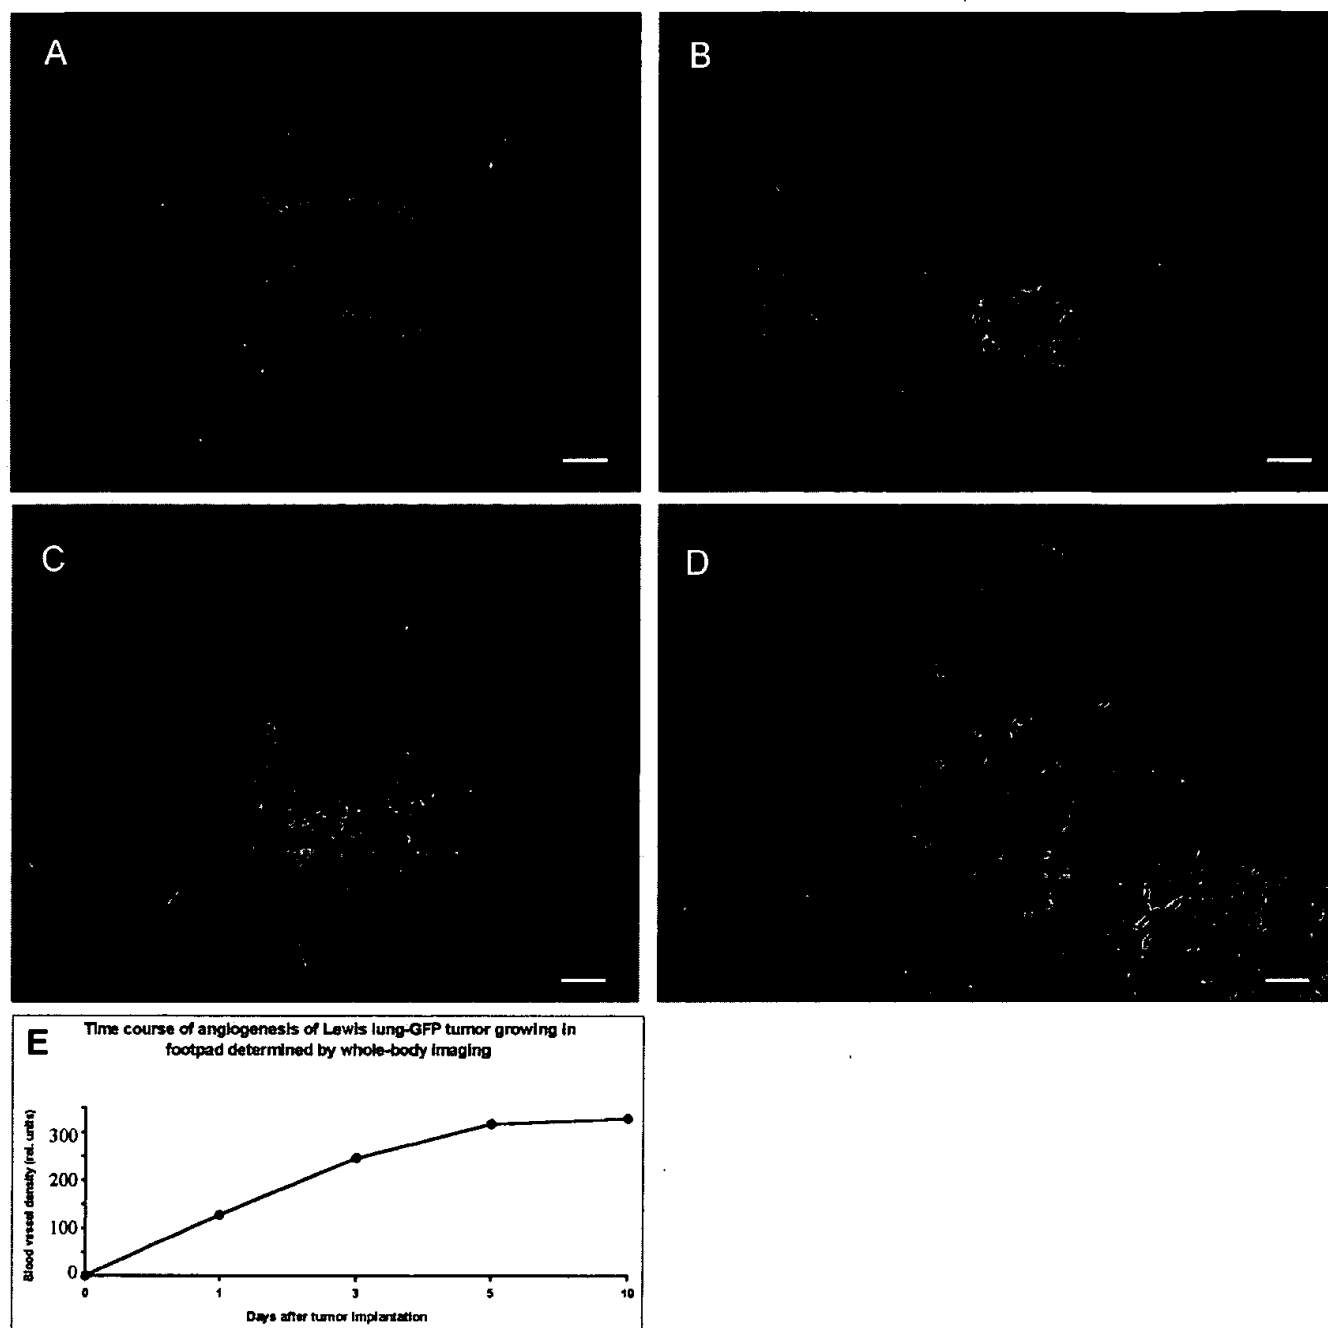 A
B
C
D
E
Time course of angiogenesis of Lewis lung-GFP tumor growing in
footpad determined by whole-body imaging
Blood vessel density (rel. units)
300
200
100
0
0 1 3 5 10
Days after tumor implantation